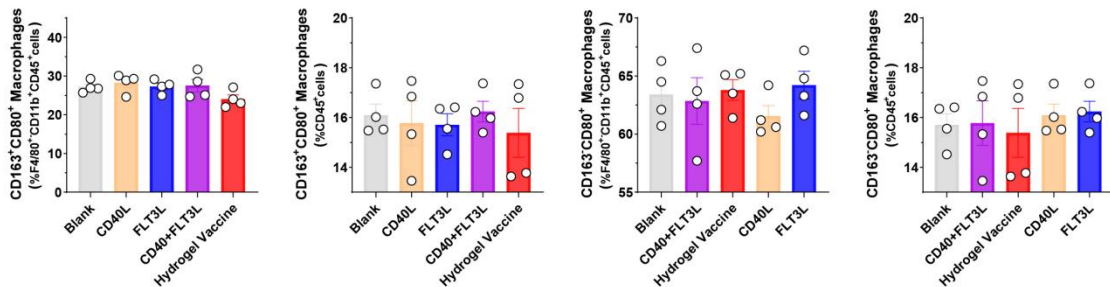 CD163⁺CD80⁺ Macrophages
(%F4/80⁺CD11b⁺CD45⁺cells)
40
30
20
10
0
Blank
CD40L
FLT3L
CD40+FLT3L
Hydrogel Vaccine
CD163⁺CD80⁺ Macrophages
(%CD45⁺cells)
20
18
16
14
Blank
CD40L
FLT3L
CD40+FLT3L
Hydrogel Vaccine
CD163⁻CD80⁺ Macrophages
(%F4/80⁺CD11b⁺CD45⁺cells)
70
65
60
55
Blank
CD40+FLT3L
Hydrogel Vaccine
CD40L
FLT3L
CD163⁻CD80⁺ Macrophages
(%CD45⁺cells)
20
18
16
14
Blank
CD40+FLT3L
Hydrogel Vaccine
CD40L
FLT3L